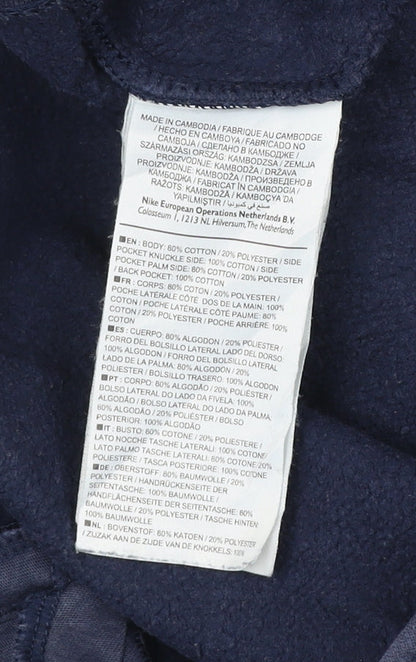 MADE IN CAMBODIA / FABRIQUE AU CAMBODGE
/ HECHO EN CAMBOYA / FABRICADO NO
CAMBOJA / СДЕЛАНО В КАМБОДЖЕ /
SZÁRMAZÁSI ORSZÁG: KAMBODZSA / ZEMLJA
PROIZVODNJE: KAMBODŽA / DRŽAVA
PROIZVODNJE: KAMBODŽA / ПРОИЗВЕДЕНО В
КАМБОДЖА / FABRICAT ÎN CAMBODGIA /
RAŽOTS: KAMBODŽĀ / KAMBOÇYA'DA
YAPILMIŞTIR / صنع في كمبوديا
Nike European Operations Netherlands B.V.
Colosseum 1, 1213 NL Hilversum, The Netherlands
EN: BODY: 80% COTTON / 20% POLYESTER / SIDE
POCKET KNUCKLE SIDE: 100% COTTON / SIDE
POCKET PALM SIDE: 80% COTTON / 20% POLYESTER
/ BACK POCKET: 100% COTTON
FR: CORPS: 80% COTON / 20% POLYESTER /
POCHE LATERALE CÔTÉ DOS DE LA MAIN: 100%
COTON / POCHE LATERALE CÔTÉ PAUME: 80%
COTON / 20% POLYESTER / POCHE ARRIÈRE: 100%
COTON
ES: CUERPO: 80% ALGODON / 20% POLIESTER /
FORRO DEL BOLSILLO LATERAL LADO DEL DORSO:
100% ALGODON / FORRO DEL BOLSILLO LATERAL
LADO DE LA PALMA: 80% ALGODON / 20%
POLIESTER / BOLSILLO TRASERO: 100% ALGODON
PT: CORPO: 80% ALGODÃO / 20% POLIÉSTER /
BOLSO LATERAL DO LADO DA FIVELA: 100%
ALGODÃO / BOLSO LATERAL DO LADO DA PALMA:
80% ALGODÃO / 20% POLIÉSTER / BOLSO
POSTERIOR: 100% ALGODÃO
IT: BUSTO: 80% COTONE / 20% POLIESTERE /
LATO NOCCHE TASCHE LATERALI: 100% COTONE /
LATO PALMO TASCHE LATERALI: 80% COTONE / 20%
POLIESTERE / TASCA POSTERIORE: 100% COTONE
DE: OBERSTOFF: 80% BAUMWOLLE / 20%
POLYESTER / HANDRÜCKENSEITE DER
SEITENTASCHE: 100% BAUMWOLLE /
HANDFLÄCHENSEITE DER SEITENTASCHE: 80%
BAUMWOLLE / 20% POLYESTER / TASCHE HINTEN:
100% BAUMWOLLE
NL: BOVENSTOF: 80% KATOEN / 20% POLYESTER
/ ZIJZAK AAN DE ZIJDE VAN DE KNOKKELS: 100%